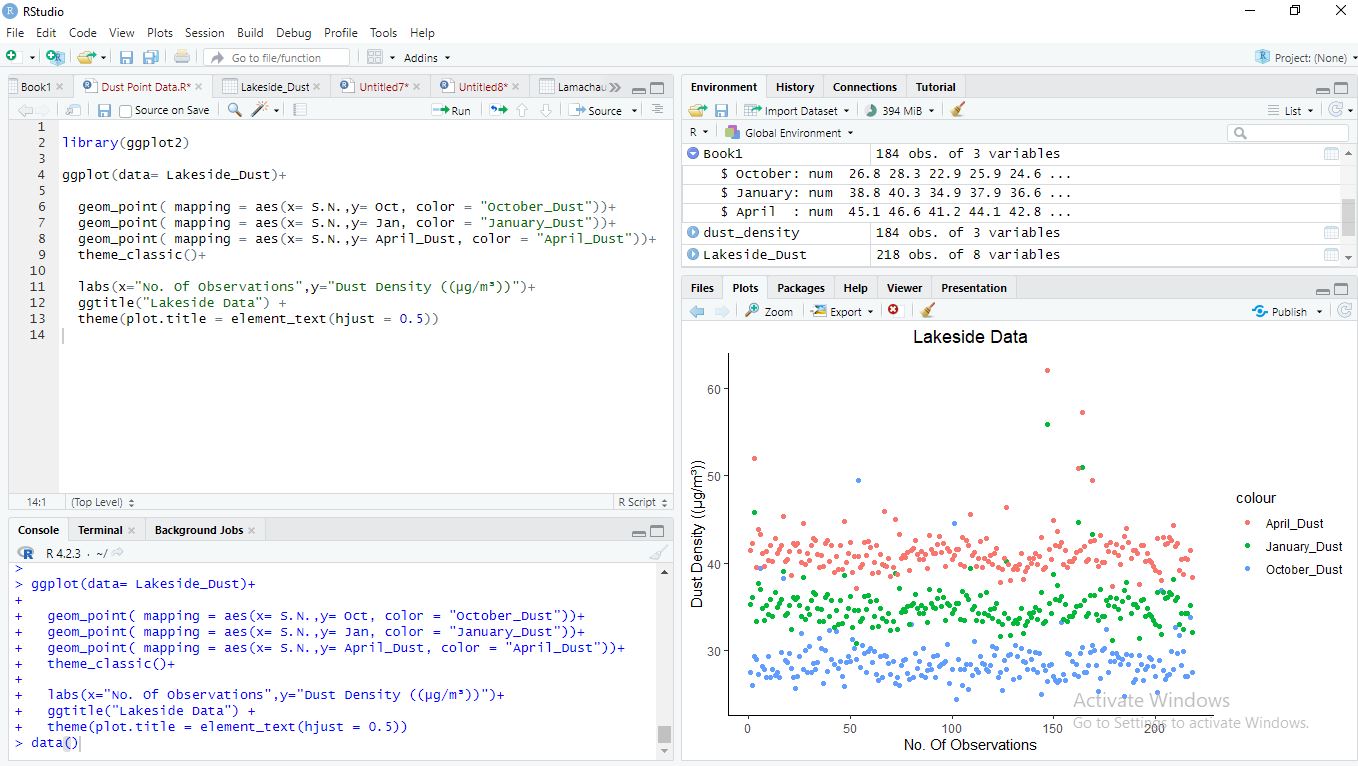 RStudio
File Edit Code View Plots Session Build Debug Profile Tools Help
Go to file/function Addins Project: (None)
Book1 Dust Point Data.R* Lakeside_Dust Untitled7* Untitled8* Lamachau
Source on Save Run Source
1
2 library(ggplot2)
3
4 ggplot(data= Lakeside_Dust)+
5
6 geom_point( mapping = aes(x= S.N.,y= Oct, color = "October_Dust"))+
7 geom_point( mapping = aes(x= S.N.,y= Jan, color = "January_Dust"))+
8 geom_point( mapping = aes(x= S.N.,y= April_Dust, color = "April_Dust"))+
9 theme_classic()+
10
11 labs(x="No. Of Observations",y="Dust Density ((µg/m³))")+
12 ggtitle("Lakeside Data") +
13 theme(plot.title = element_text(hjust = 0.5))
14
14:1 (Top Level) R Script
Console Terminal Background Jobs
R 4.2.3 · ~/
>
> ggplot(data= Lakeside_Dust)+
+
+ geom_point( mapping = aes(x= S.N.,y= Oct, color = "October_Dust"))+
+ geom_point( mapping = aes(x= S.N.,y= Jan, color = "January_Dust"))+
+ geom_point( mapping = aes(x= S.N.,y= April_Dust, color = "April_Dust"))+
+ theme_classic()+
+
+ labs(x="No. Of Observations",y="Dust Density ((µg/m³))")+
+ ggtitle("Lakeside Data") +
+ theme(plot.title = element_text(hjust = 0.5))
> data()
Environment History Connections Tutorial
Import Dataset 394 MiB List
R Global Environment
Book1 184 obs. of 3 variables
$ October: num 26.8 28.3 22.9 25.9 24.6 ...
$ January: num 38.8 40.3 34.9 37.9 36.6 ...
$ April : num 45.1 46.6 41.2 44.1 42.8 ...
dust_density 184 obs. of 3 variables
Lakeside_Dust 218 obs. of 8 variables
Files Plots Packages Help Viewer Presentation
Zoom Export Publish
Lakeside Data
60
50
40
30
Dust Density ((µg/m³))
0 50 100 150 200
No. Of Observations
colour
April_Dust
January_Dust
October_Dust
Activate Windows
Go to Settings to activate Windows.